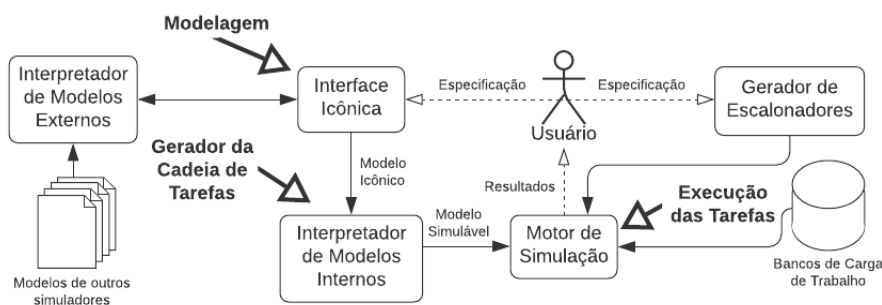 Modelagem
Interpretador
de Modelos
Externos
Interface
Icônica
Especificação
Especificação
Usuário
Gerador de
Escalonadores
Gerador da
Cadeia de
Tarefas
Modelo
Icônico
Resultados
Execução
das Tarefas
Interpretador
de Modelos
Internos
Modelo
Simulável
Motor de
Simulação
Modelos de outros
simuladores
Bancos de Carga
de Trabalho